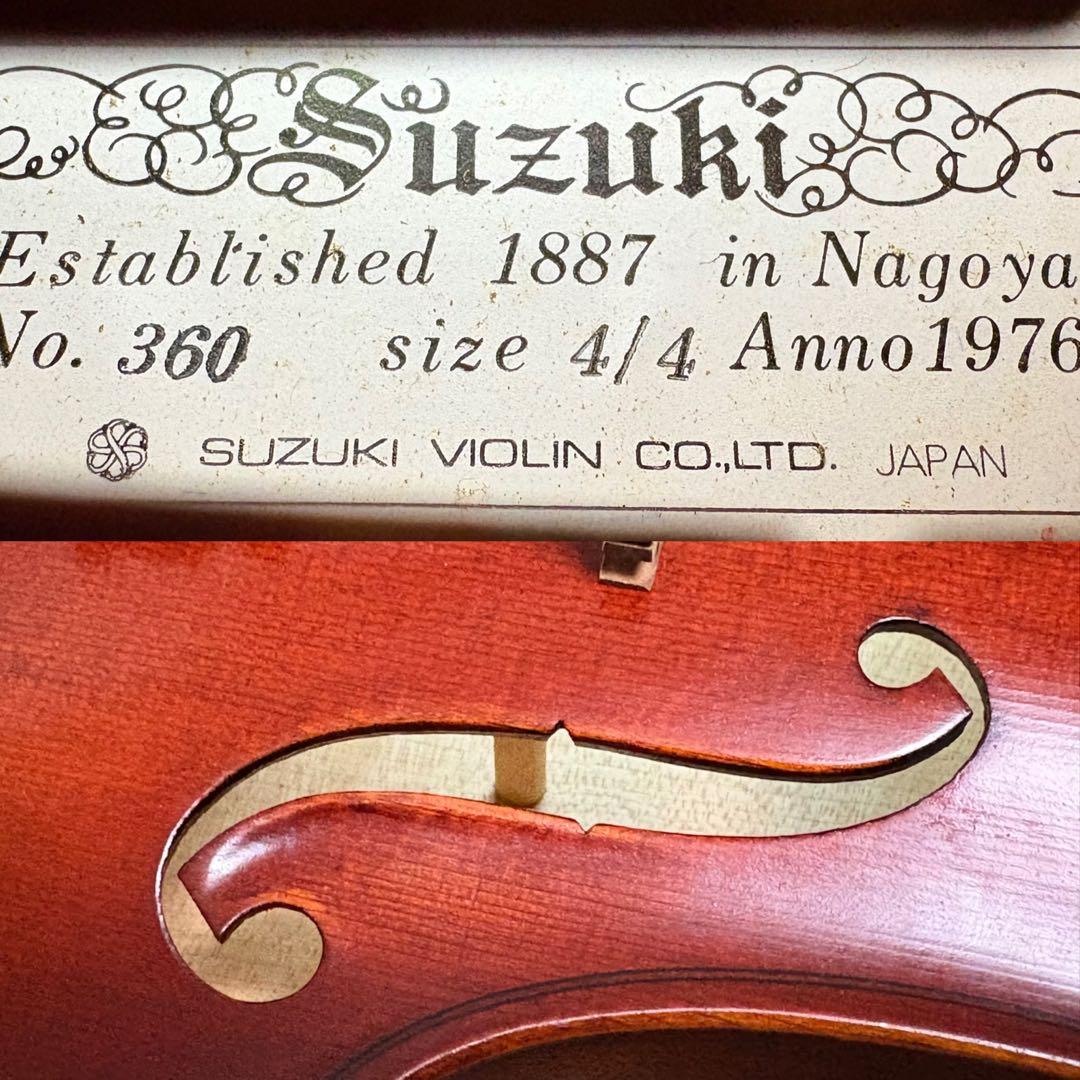 Suzuki
Established 1887 in Nagoya
No. 360 size 4/4 Anno 1976
SUZUKI VIOLIN CO.,LTD. JAPAN